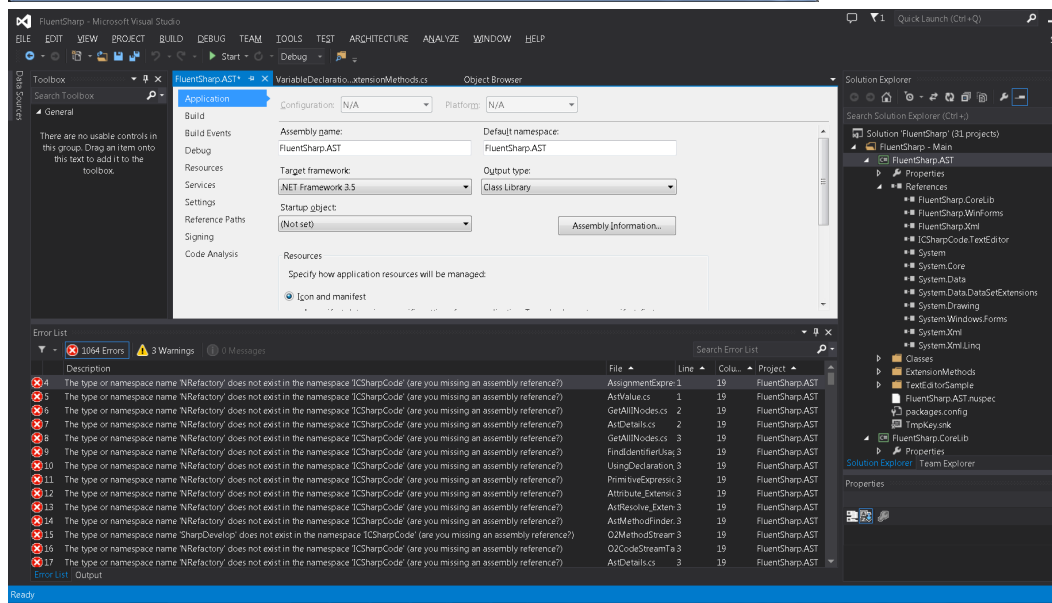 FluentSharp - Microsoft Visual Studio
1
Quick Launch (Ctrl+Q)
FILE EDIT VIEW PROJECT BUILD DEBUG TEAM TOOLS TEST ARCHITECTURE ANALYZE WINDOW HELP
Start
Debug
Data Sources
Toolbox
Search Toolbox
General
There are no usable controls in
this group. Drag an item onto
this text to add it to the
toolbox.
FluentSharp.AST*
VariableDeclaratio...xtensionMethods.cs
Object Browser
Application
Build
Build Events
Debug
Resources
Services
Settings
Reference Paths
Signing
Code Analysis
Configuration: N/A
Platform: N/A
Assembly name:
Default namespace:
FluentSharp.AST
FluentSharp.AST
Target framework:
Output type:
.NET Framework 3.5
Class Library
Startup object:
(Not set)
Assembly Information...
Resources
Specify how application resources will be managed:
Icon and manifest
Solution Explorer
Search Solution Explorer (Ctrl+;)
Solution 'FluentSharp' (31 projects)
FluentSharp - Main
FluentSharp.AST
Properties
References
FluentSharp.CoreLib
FluentSharp.WinForms
FluentSharp.Xml
ICSharpCode.TextEditor
System
System.Core
System.Data
System.Data.DataSetExtensions
System.Drawing
System.Windows.Forms
System.Xml
System.Xml.Linq
Classes
ExtensionMethods
TextEditorSample
FluentSharp.AST.nuspec
packages.config
TmpKey.snk
FluentSharp.CoreLib
Properties
Solution Explorer Team Explorer
Properties
Error List
1064 Errors 3 Warnings 0 Messages
Search Error List
Description File Line Colu... Project
4 The type or namespace name 'NRefactory' does not exist in the namespace 'ICSharpCode' (are you missing an assembly reference?) AssignmentExpre 1 19 FluentSharp.AST
5 The type or namespace name 'NRefactory' does not exist in the namespace 'ICSharpCode' (are you missing an assembly reference?) AstValue.cs 1 19 FluentSharp.AST
6 The type or namespace name 'NRefactory' does not exist in the namespace 'ICSharpCode' (are you missing an assembly reference?) GetAllINodes.cs 2 19 FluentSharp.AST
7 The type or namespace name 'NRefactory' does not exist in the namespace 'ICSharpCode' (are you missing an assembly reference?) AstDetails.cs 2 19 FluentSharp.AST
8 The type or namespace name 'NRefactory' does not exist in the namespace 'ICSharpCode' (are you missing an assembly reference?) GetAllINodes.cs 3 19 FluentSharp.AST
9 The type or namespace name 'NRefactory' does not exist in the namespace 'ICSharpCode' (are you missing an assembly reference?) FindIdentifierUsa 3 19 FluentSharp.AST
10 The type or namespace name 'NRefactory' does not exist in the namespace 'ICSharpCode' (are you missing an assembly reference?) UsingDeclaration_ 3 19 FluentSharp.AST
11 The type or namespace name 'NRefactory' does not exist in the namespace 'ICSharpCode' (are you missing an assembly reference?) PrimitiveExpressic 3 19 FluentSharp.AST
12 The type or namespace name 'NRefactory' does not exist in the namespace 'ICSharpCode' (are you missing an assembly reference?) Attribute_Extensic 3 19 FluentSharp.AST
13 The type or namespace name 'NRefactory' does not exist in the namespace 'ICSharpCode' (are you missing an assembly reference?) AstResolve_Exten: 3 19 FluentSharp.AST
14 The type or namespace name 'NRefactory' does not exist in the namespace 'ICSharpCode' (are you missing an assembly reference?) AstMethodFinder. 3 19 FluentSharp.AST
15 The type or namespace name 'SharpDevelop' does not exist in the namespace 'ICSharpCode' (are you missing an assembly reference?) O2MethodStream 3 19 FluentSharp.AST
16 The type or namespace name 'NRefactory' does not exist in the namespace 'ICSharpCode' (are you missing an assembly reference?) O2CodeStreamTa 3 19 FluentSharp.AST
17 The type or namespace name 'NRefactory' does not exist in the namespace 'ICSharpCode' (are you missing an assembly reference?) AstDetails.cs 3 19 FluentSharp.AST
Error List Output
Ready